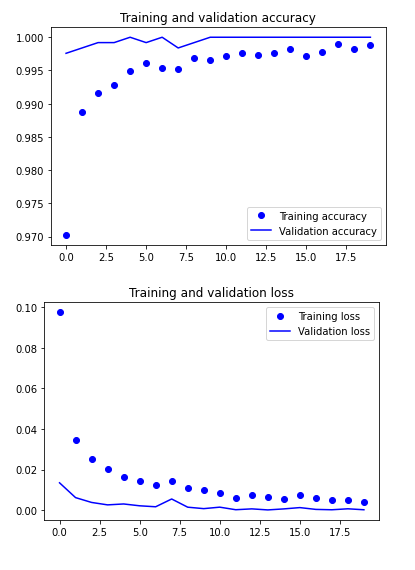 Training and validation accuracy
1.000
0.995
0.990
0.985
0.980
0.975
0.970
Training accuracy
Validation accuracy
0.0 2.5 5.0 7.5 10.0 12.5 15.0 17.5
Training and validation loss
0.10
0.08
0.06
0.04
0.02
0.00
Training loss
Validation loss
0.0 2.5 5.0 7.5 10.0 12.5 15.0 17.5